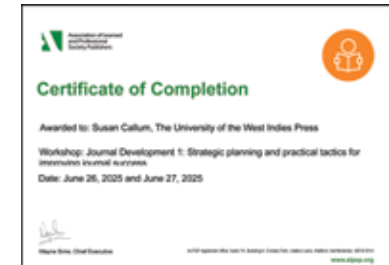 Association of Learned
and Professional
Society Publishers
Certificate of Completion
Awarded to: Susan Callum, The University of the West Indies Press
Workshop: Journal Development 1: Strategic planning and practical tactics for
improving journal success
Date: June 26, 2025 and June 27, 2025
Wayne Sime, Chief Executive
www.alpsp.org